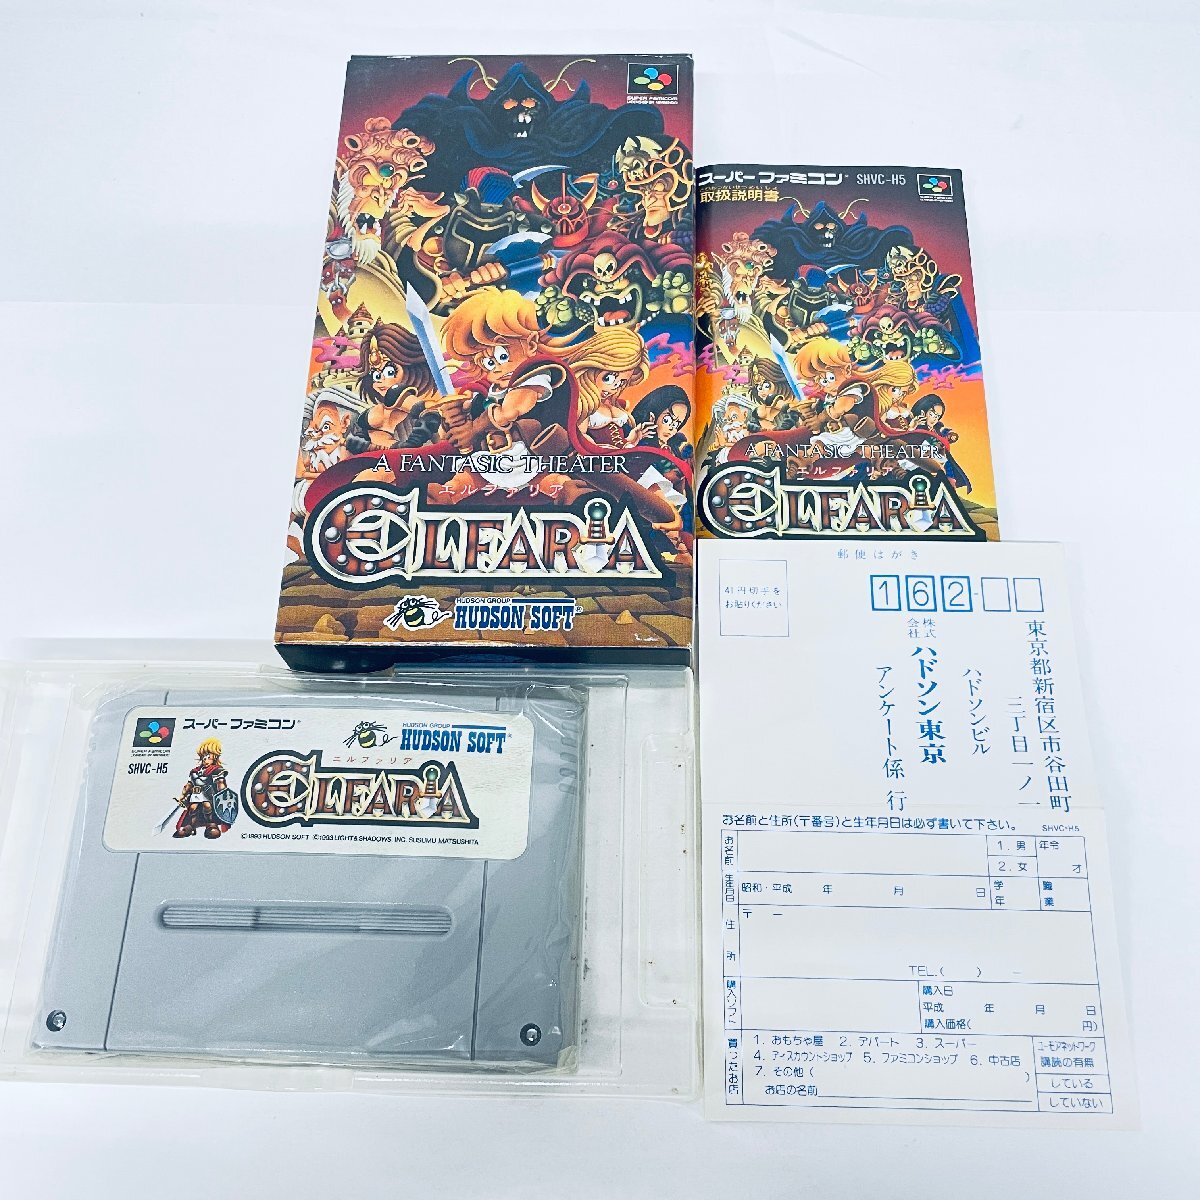 SUPER FAMICOM
A FANTASIC THEATER
エルファリア
ELFARIA
HUDSON GROUP
HUDSON SOFT®
スーパーファミコン® SHVC-H5
取扱説明書
A FANTASIC THEATER
エルファリア
ELFARIA
スーパーファミコン®
SHVC-H5
HUDSON GROUP
HUDSON SOFT®
エルファリア
ELFARIA
©1993 HUDSON SOFT ©1993 LIGHT & SHADOWS, INC. SUSUMU MATSUSHITA
郵便はがき
41円切手を
お貼りください
162-
東京都新宿区市谷田町
三丁目一ノ一
ハドソンビル
株式会社 ハドソン東京
アンケート係 行
お名前と住所(〒番号)と生年月日は必ず書いて下さい。 SHVC-H5
お名前
1. 男 年令
2. 女 才
生年月日 昭和・平成 年 月 日 学年 職業
住所 〒 ー
TEL. ( ) ー
購入ソフト 購入日
平成 年 月 日
購入価格( 円)
買ったお店 1. おもちゃ屋 2. デパート 3. スーパー
4. ディスカウントショップ 5. ファミコンショップ 6. 中古店
7. その他 ( )
お店の名前
ユーモアネットワーク
購読の有無
している
していない